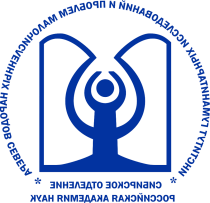 ИНСТИТУТ ГУМАНИТАРНЫХ ИССЛЕДОВАНИЙ И ПРОБЛЕМ МАЛОЧИСЛЕННЫХ НАРОДОВ СЕВЕРА
* СИБИРСКОЕ ОТДЕЛЕНИЕ *
РОССИЙСКАЯ АКАДЕМИЯ НАУК